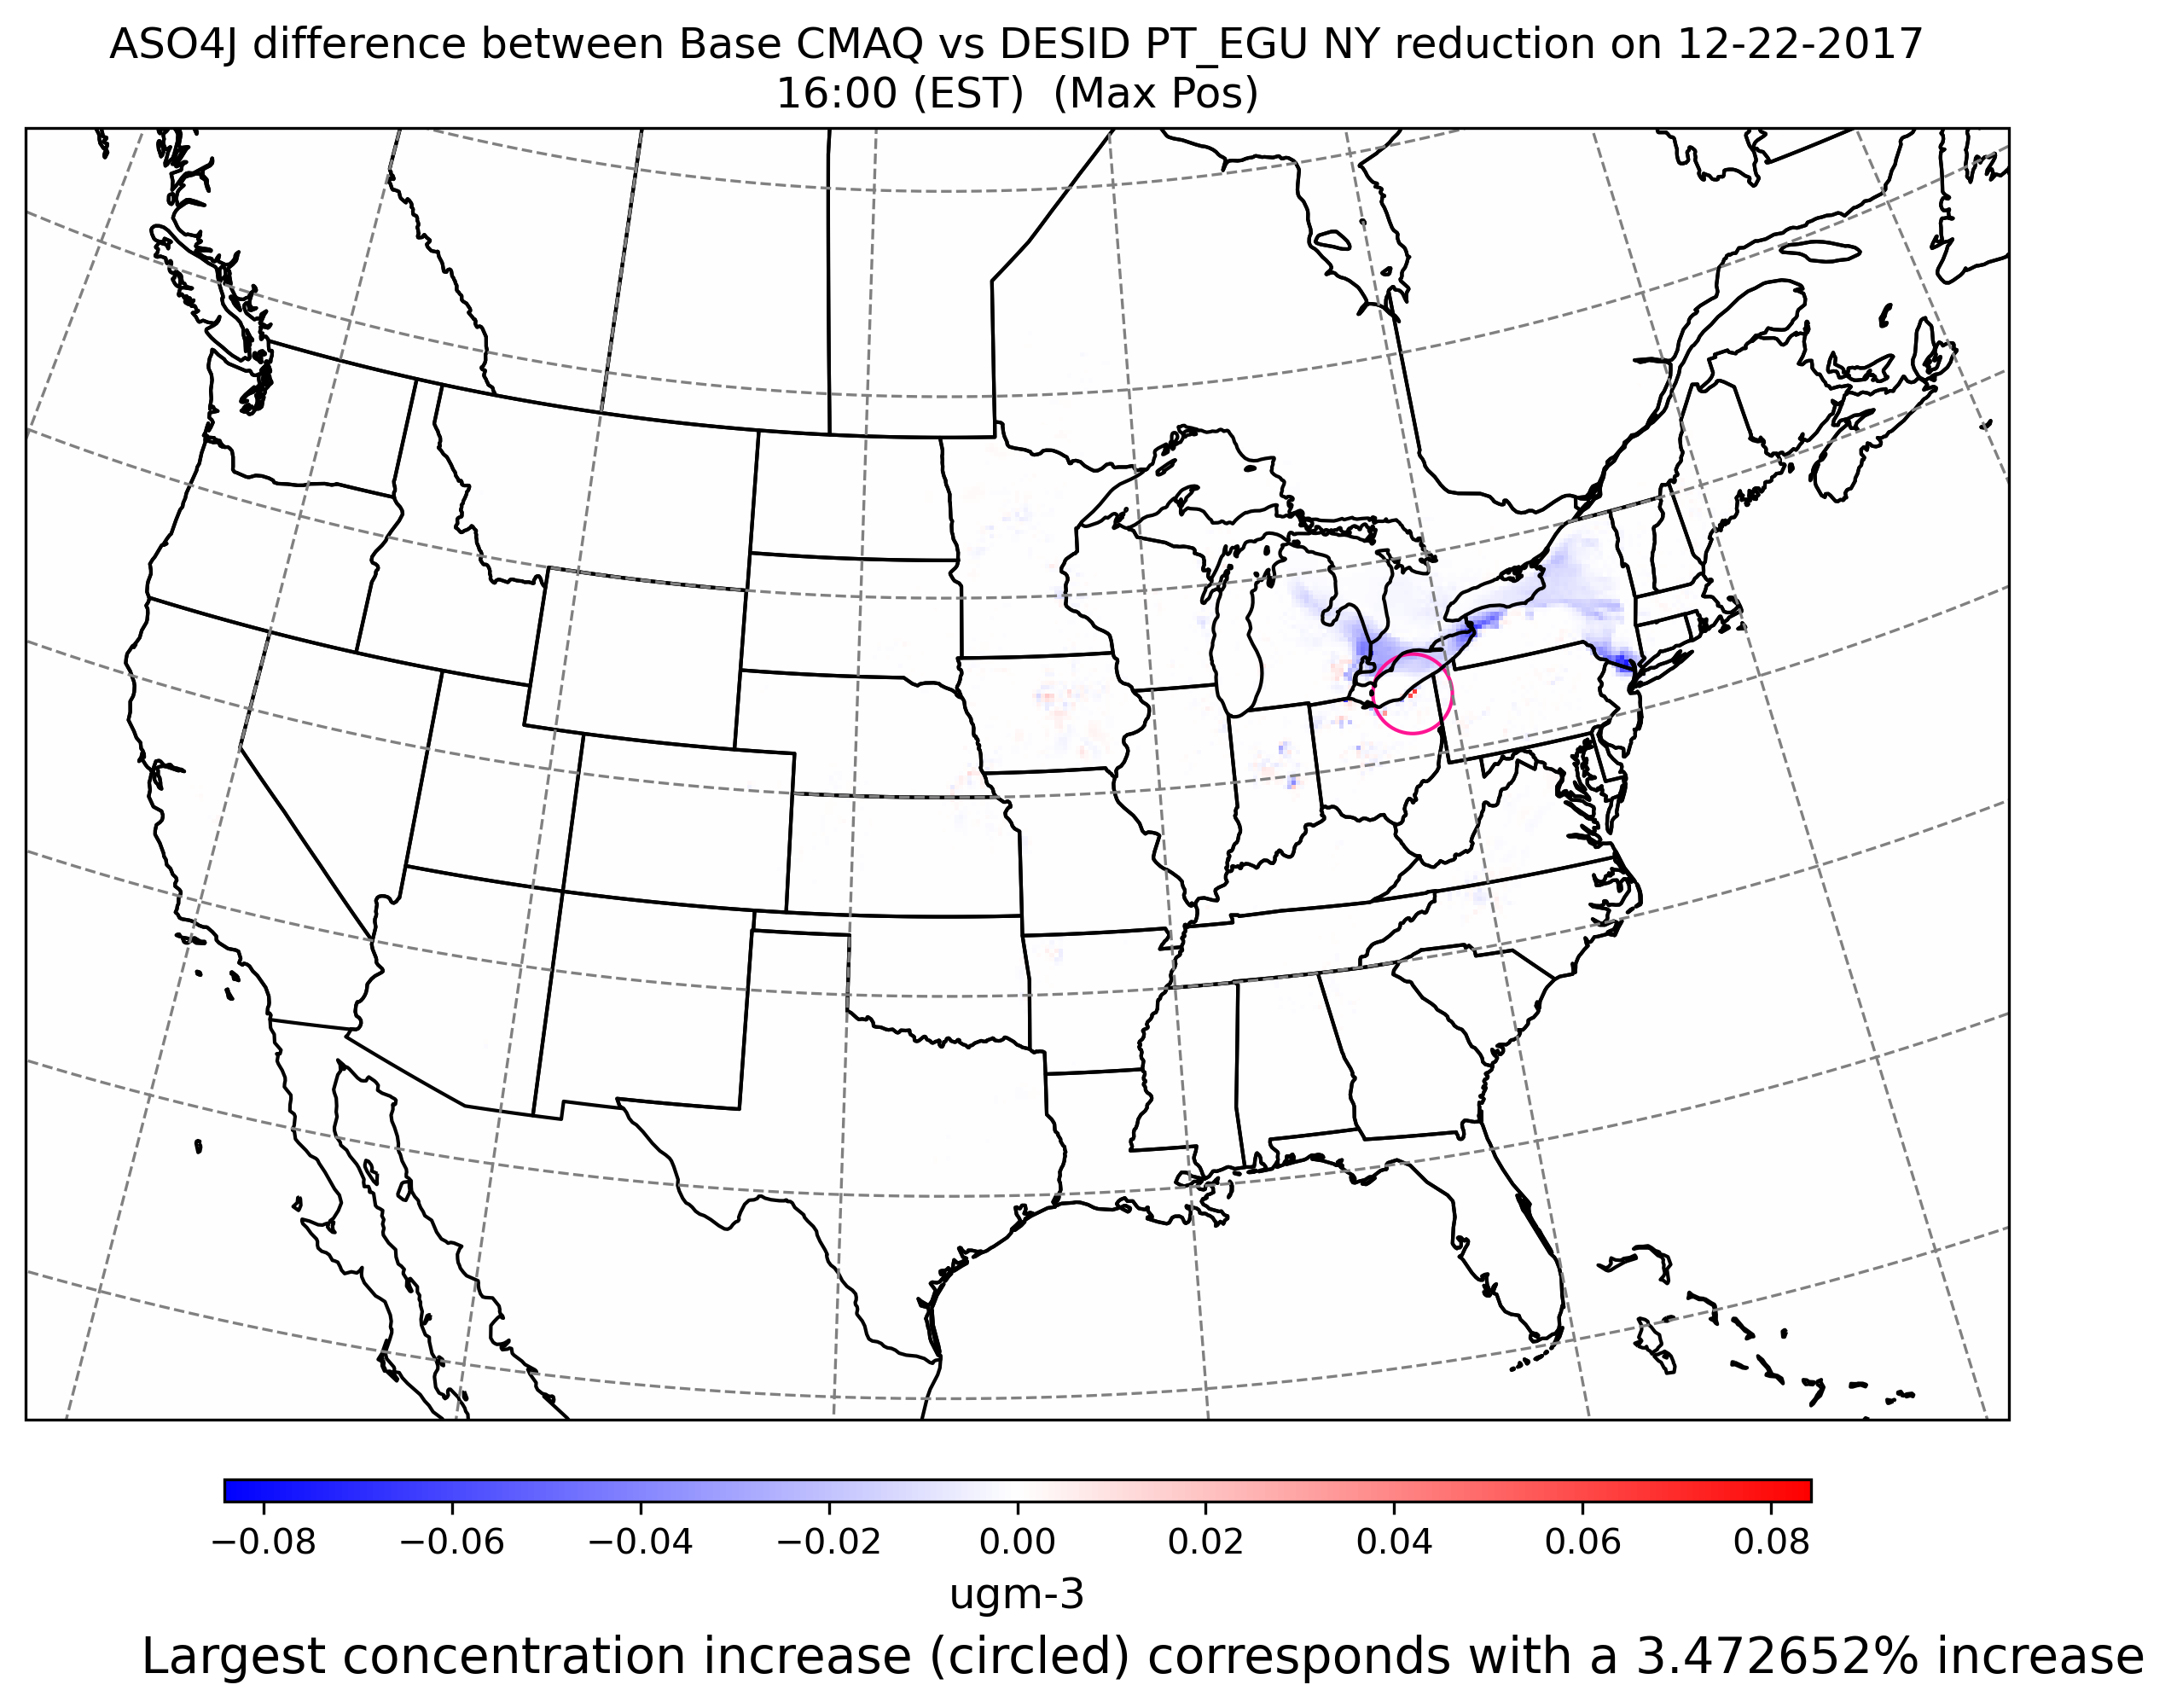 ASO4J difference between Base CMAQ vs DESID PT_EGU NY reduction on 12-22-2017
16:00 (EST)  (Max Pos)
−0.08 −0.06 −0.04 −0.02 0.00 0.02 0.04 0.06 0.08
ugm-3
Largest concentration increase (circled) corresponds with a 3.472652% increase